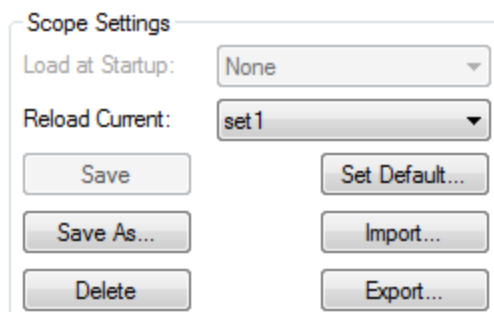 Scope Settings
Load at Startup: None
Reload Current: set1
Save Set Default...
Save As... Import...
Delete Export...